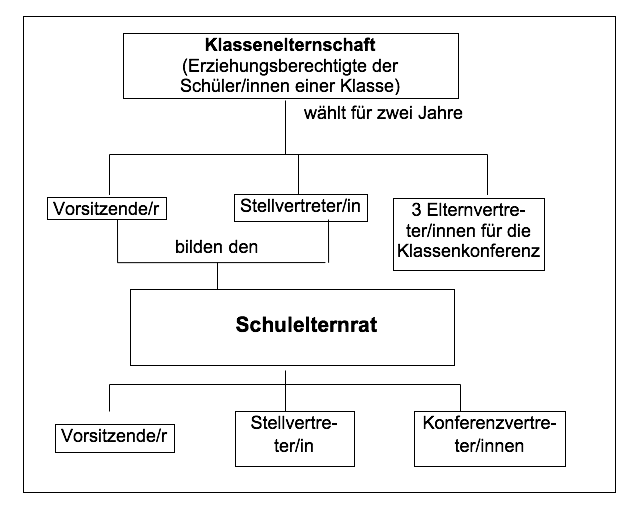 Klassenelternschaft
(Erziehungsberechtigte der
Schüler/innen einer Klasse)
wählt für zwei Jahre
Vorsitzende/r
Stellvertreter/in
3 Elternvertre-
ter/innen für die
Klassenkonferenz
bilden den
Schulelternrat
Vorsitzende/r
Stellvertre-
ter/in
Konferenzvertre-
ter/innen